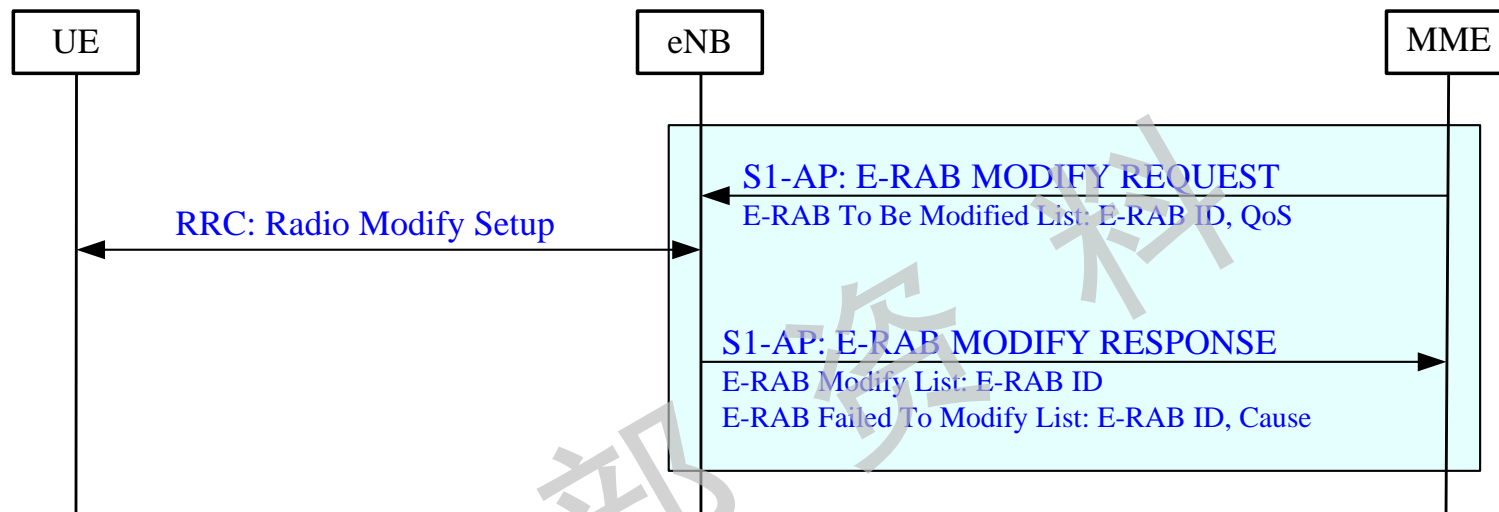 UE
eNB
MME
S1-AP: E-RAB MODIFY REQUEST
E-RAB To Be Modified List: E-RAB ID, QoS
RRC: Radio Modify Setup
S1-AP: E-RAB MODIFY RESPONSE
E-RAB Modify List: E-RAB ID
E-RAB Failed To Modify List: E-RAB ID, Cause
部资料